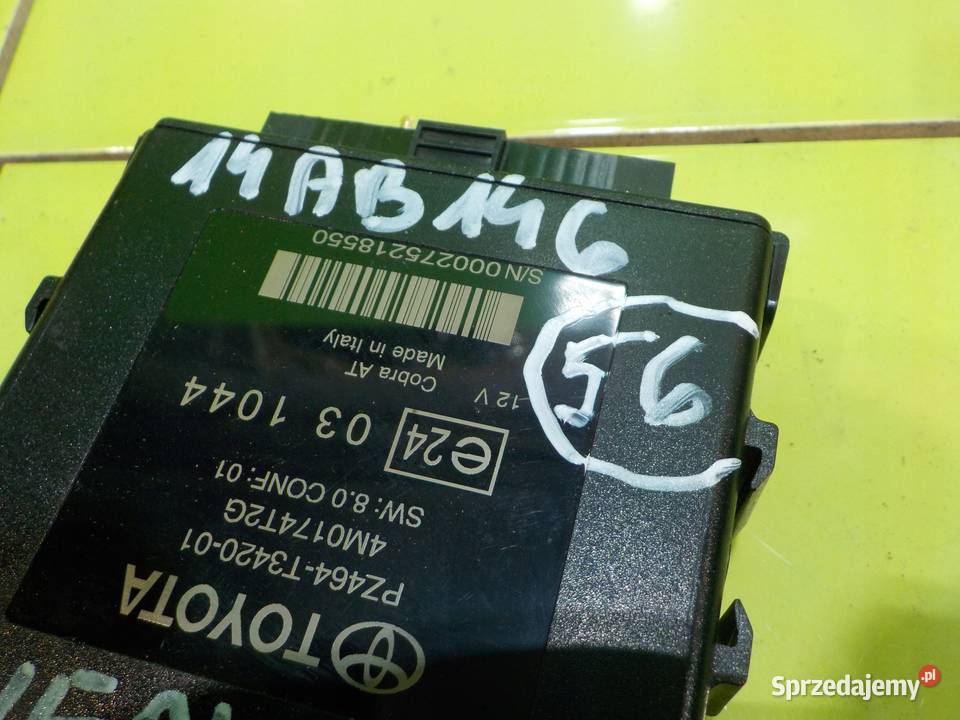 14AB146
56
TOYOTA
PZ464-T3420-01
4M0174T2G
SW: 8.0 CONF: 01
e24 03 1044
12 V
Cobra AT
Made in Italy
S/N 000275218550
Sprzedajemy.pl